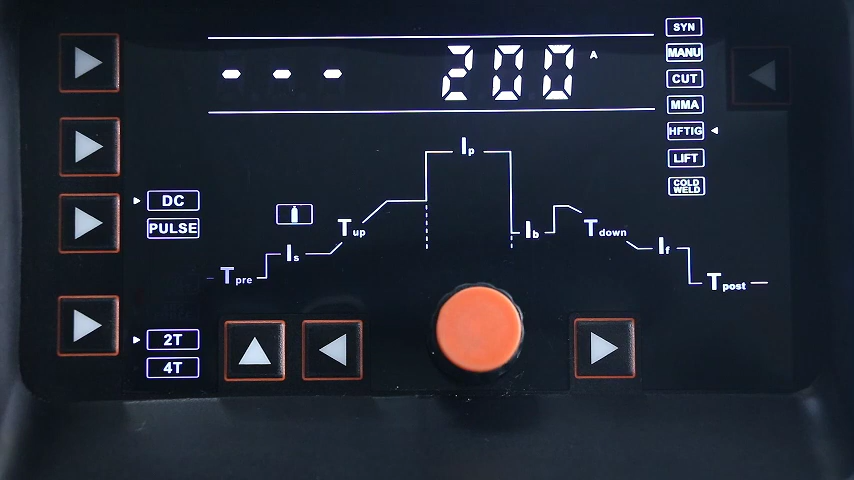 SYN
--- 200 A
MANU
CUT
MMA
HFTIG
LIFT
COLD
WELD
Ip
DC
PULSE
Tpre
Is
Tup
Ib
Tdown
If
Tpost
2T
4T